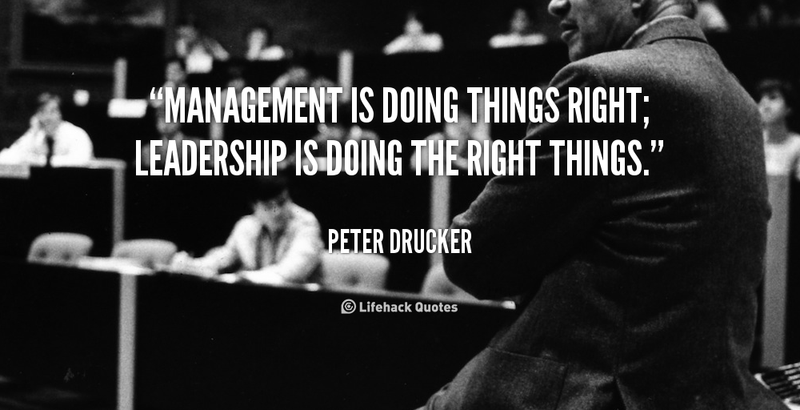 “MANAGEMENT IS DOING THINGS RIGHT;
LEADERSHIP IS DOING THE RIGHT THINGS.”
PETER DRUCKER
Lifehack Quotes